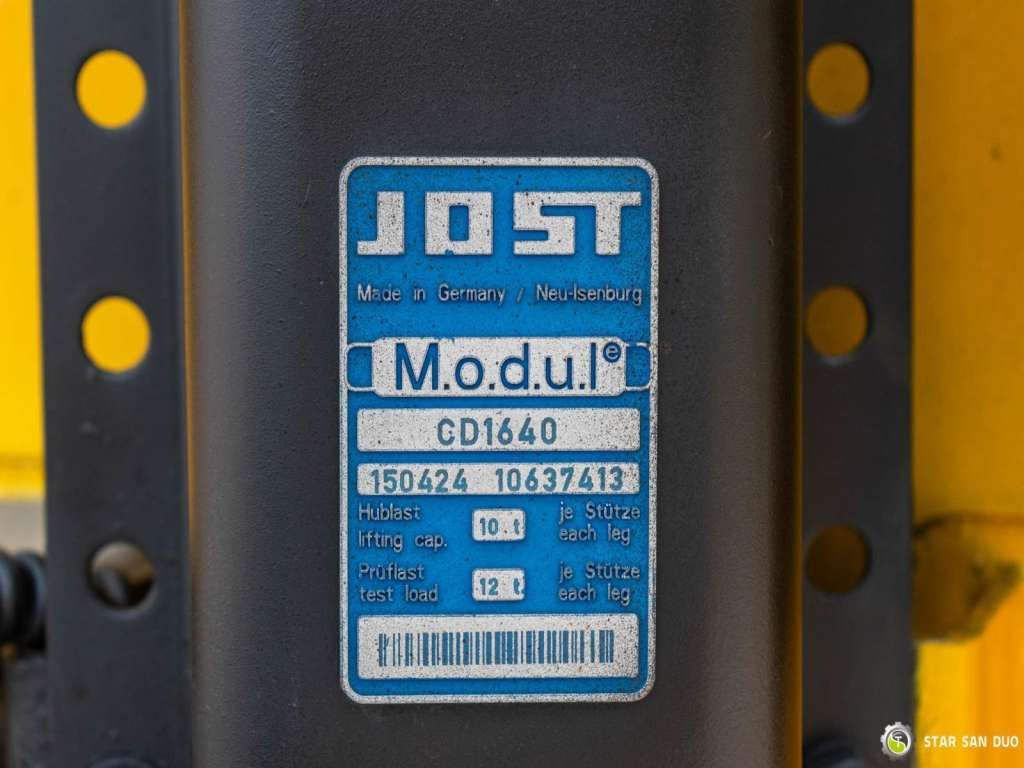 JOST
Made in Germany / Neu-Isenburg
M.o.d.u.l e
CD1640
150424 10637413
Hublast
lifting cap.
10 t
je Stütze
each leg
Prüflast
test load
12 t
je Stütze
each leg
STAR SAN DUO